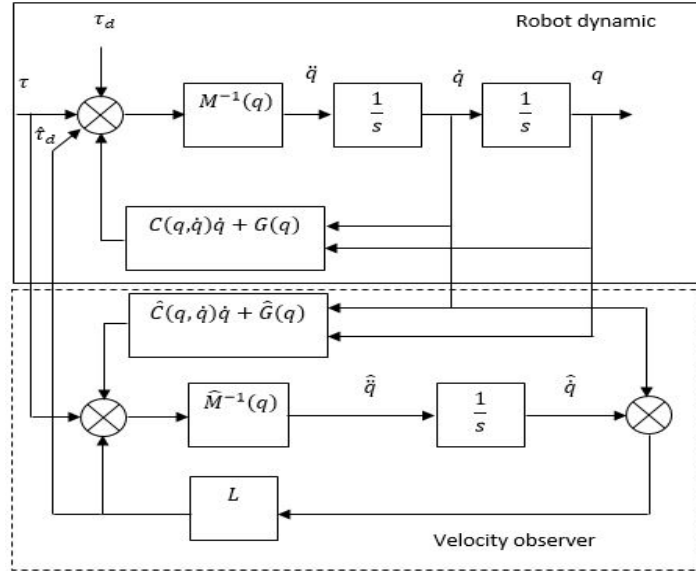 Robot dynamic
τ_d
τ
q̈
q̇
q
M⁻¹(q)
1/s
1/s
τ̂_d
C(q,q̇)q̇ + G(q)
Ĉ(q, q̇)q̇ + Ĝ(q)
M̂⁻¹(q)
q̈̂
1/s
q̇̂
L
Velocity observer